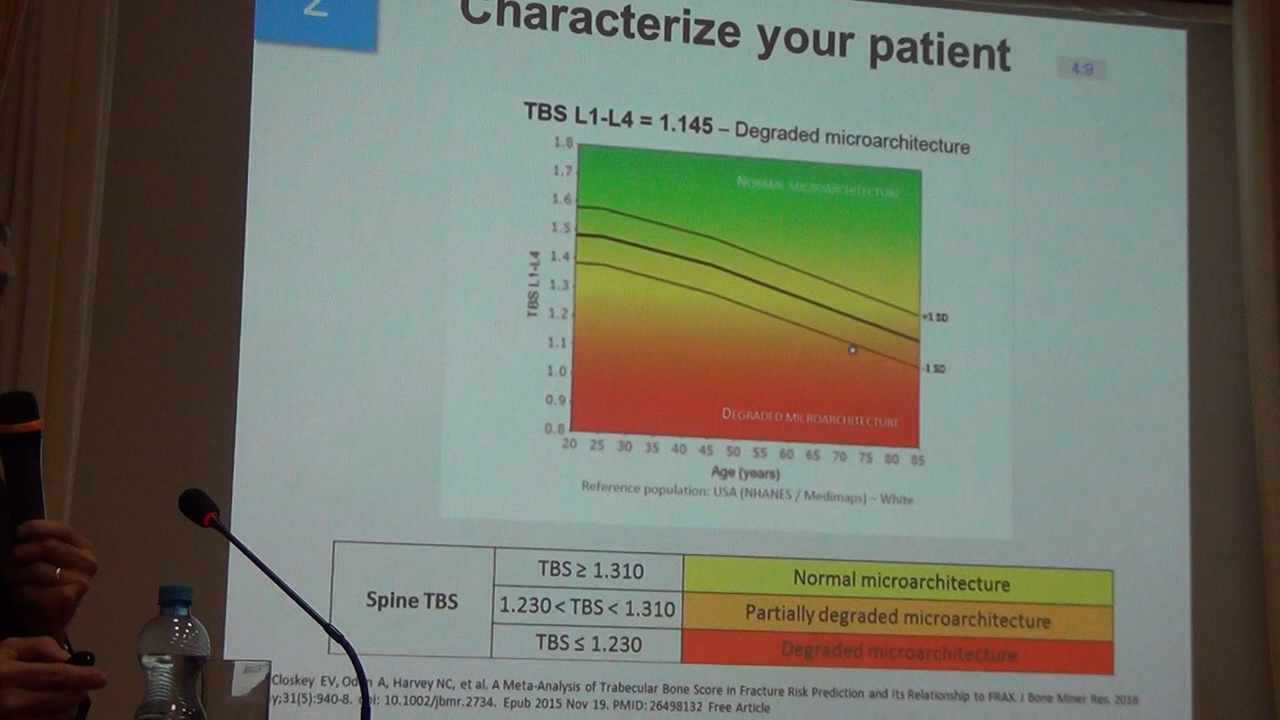 2
Characterize your patient
4.9
TBS L1-L4 = 1.145 – Degraded microarchitecture
1.8
1.7
1.6
1.5
1.4
1.3
1.2
1.1
1.0
0.9
0.8
TBS L1-L4
NORMAL MICROARCHITECTURE
+1 SD
-1 SD
DEGRADED MICROARCHITECTURE
20 25 30 35 40 45 50 55 60 65 70 75 80 85
Age (years)
Reference population: USA (NHANES / Medimaps) – White
Spine TBS
TBS ≥ 1.310 Normal microarchitecture
1.230 < TBS < 1.310 Partially degraded microarchitecture
TBS ≤ 1.230 Degraded microarchitecture
Closkey EV, A, Harvey NC, et al. A Meta-Analysis of Trabecular Bone Score in Fracture Risk Prediction and Its Relationship to FRAX. J Bone Miner Res. 2016
y;31(5):940-8. 10.1002/jbmr.2734. Epub 2015 Nov 19. PMID: 26498132 Free Article